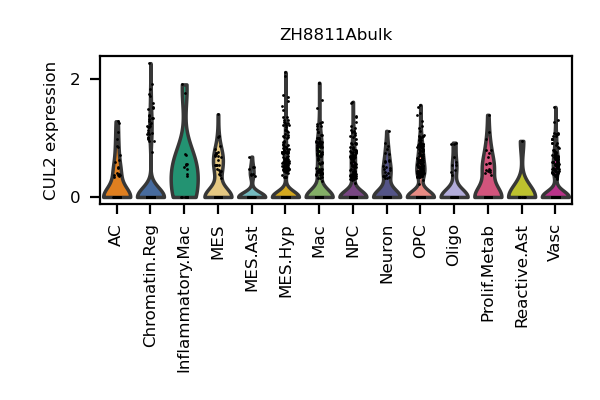 ZH8811Abulk
CUL2 expression
2
0
AC
Chromatin.Reg
Inflammatory.Mac
MES
MES.Ast
MES.Hyp
Mac
NPC
Neuron
OPC
Oligo
Prolif.Metab
Reactive.Ast
Vasc